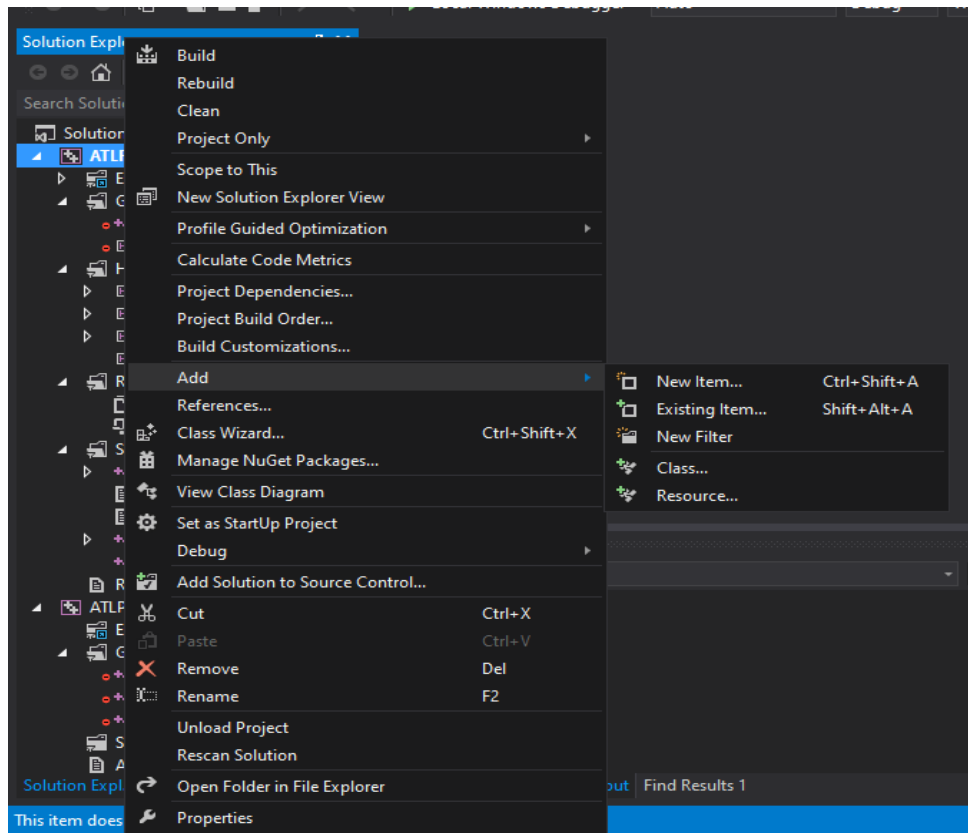 Solution Expl
Search Soluti
Solution
ATLP
E
G
E
H
E
E
E
E
R
S
R
ATLP
E
G
S
A
Solution Expl
This item does
Build
Rebuild
Clean
Project Only
Scope to This
New Solution Explorer View
Profile Guided Optimization
Calculate Code Metrics
Project Dependencies...
Project Build Order...
Build Customizations...
Add
References...
Class Wizard... Ctrl+Shift+X
Manage NuGet Packages...
View Class Diagram
Set as StartUp Project
Debug
Add Solution to Source Control...
Cut Ctrl+X
Paste Ctrl+V
Remove Del
Rename F2
Unload Project
Rescan Solution
Open Folder in File Explorer
Properties
New Item... Ctrl+Shift+A
Existing Item... Shift+Alt+A
New Filter
Class...
Resource...
out Find Results 1